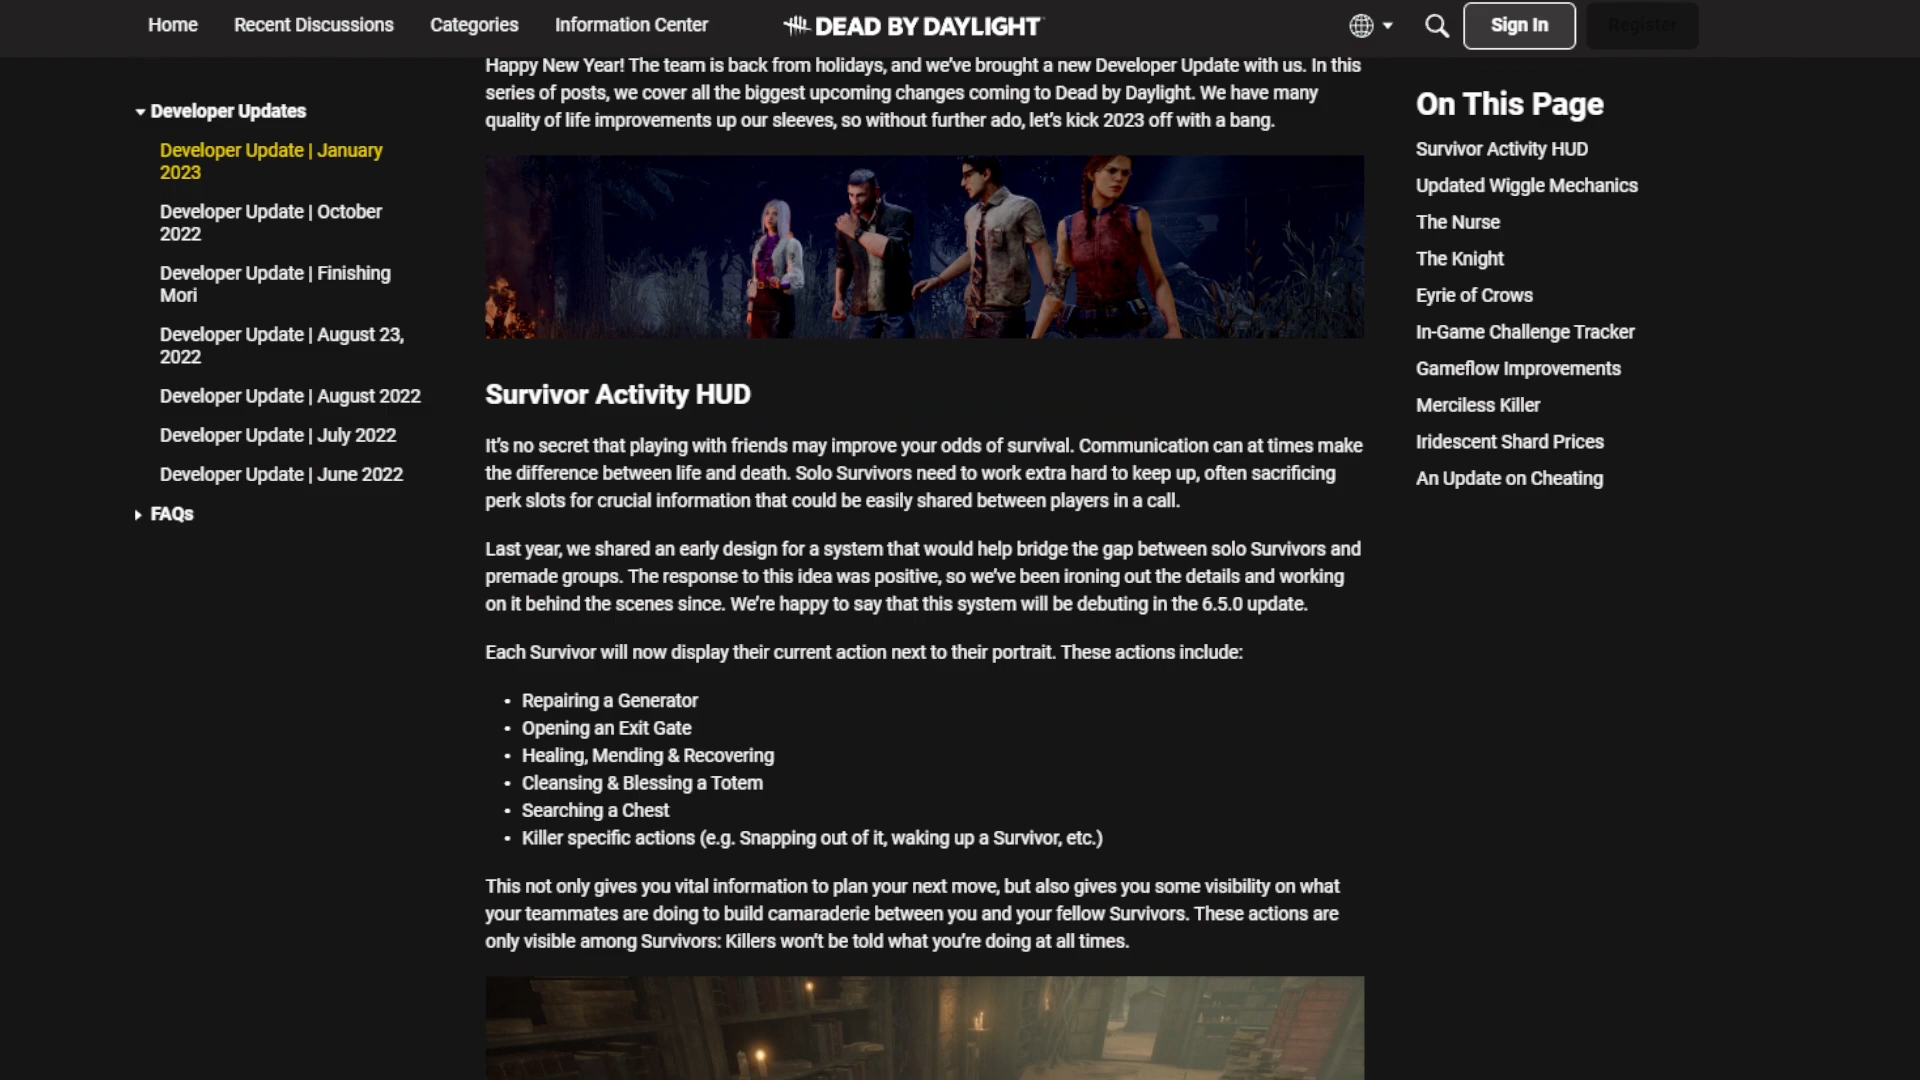 Home
Recent Discussions
Categories
Information Center
DEAD BY DAYLIGHT
Sign In
Register
Developer Updates
Developer Update | January
2023
Developer Update | October
2022
Developer Update | Finishing
Mori
Developer Update | August 23,
2022
Developer Update | August 2022
Developer Update | July 2022
Developer Update | June 2022
FAQs
Happy New Year! The team is back from holidays, and we’ve brought a new Developer Update with us. In this
series of posts, we cover all the biggest upcoming changes coming to Dead by Daylight. We have many
quality of life improvements up our sleeves, so without further ado, let’s kick 2023 off with a bang.
Survivor Activity HUD
It’s no secret that playing with friends may improve your odds of survival. Communication can at times make
the difference between life and death. Solo Survivors need to work extra hard to keep up, often sacrificing
perk slots for crucial information that could be easily shared between players in a call.
Last year, we shared an early design for a system that would help bridge the gap between solo Survivors and
premade groups. The response to this idea was positive, so we’ve been ironing out the details and working
on it behind the scenes since. We’re happy to say that this system will be debuting in the 6.5.0 update.
Each Survivor will now display their current action next to their portrait. These actions include:
• Repairing a Generator
• Opening an Exit Gate
• Healing, Mending & Recovering
• Cleansing & Blessing a Totem
• Searching a Chest
• Killer specific actions (e.g. Snapping out of it, waking up a Survivor, etc.)
This not only gives you vital information to plan your next move, but also gives you some visibility on what
your teammates are doing to build camaraderie between you and your fellow Survivors. These actions are
only visible among Survivors: Killers won’t be told what you’re doing at all times.
On This Page
Survivor Activity HUD
Updated Wiggle Mechanics
The Nurse
The Knight
Eyrie of Crows
In-Game Challenge Tracker
Gameflow Improvements
Merciless Killer
Iridescent Shard Prices
An Update on Cheating